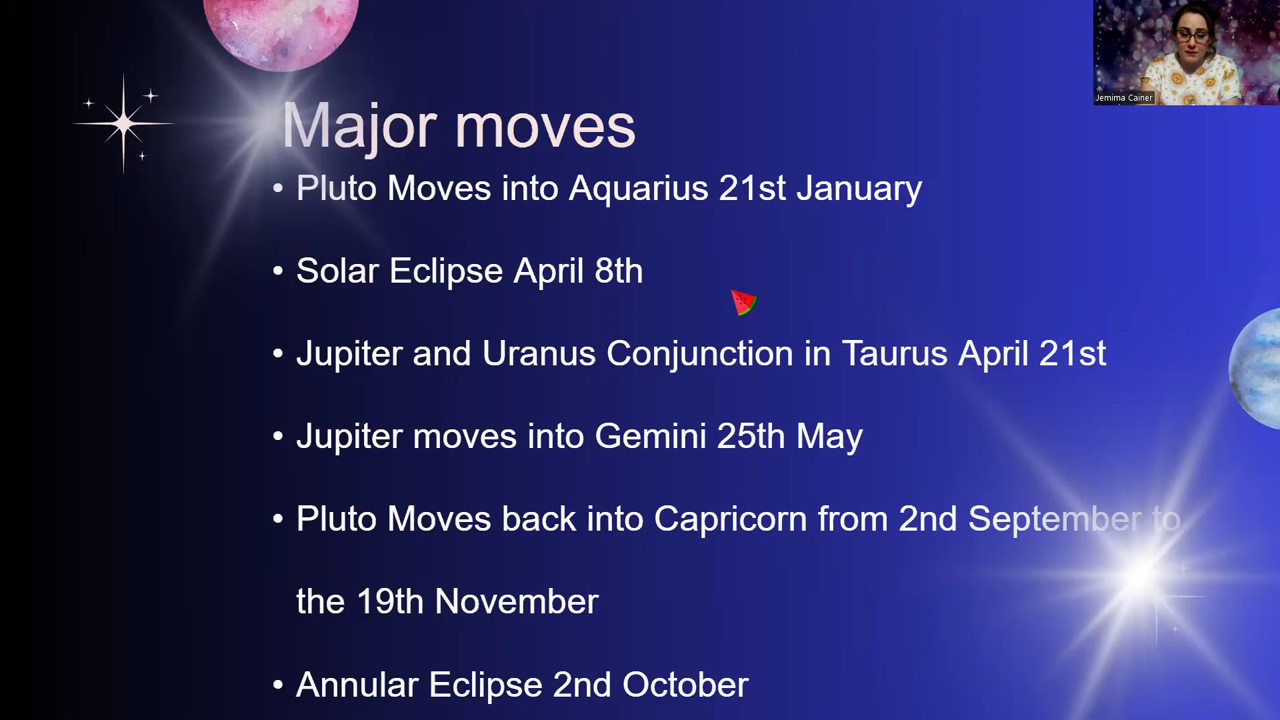 Jemima Cainer
Major moves
• Pluto Moves into Aquarius 21st January
• Solar Eclipse April 8th
• Jupiter and Uranus Conjunction in Taurus April 21st
• Jupiter moves into Gemini 25th May
• Pluto Moves back into Capricorn from 2nd September to
the 19th November
• Annular Eclipse 2nd October